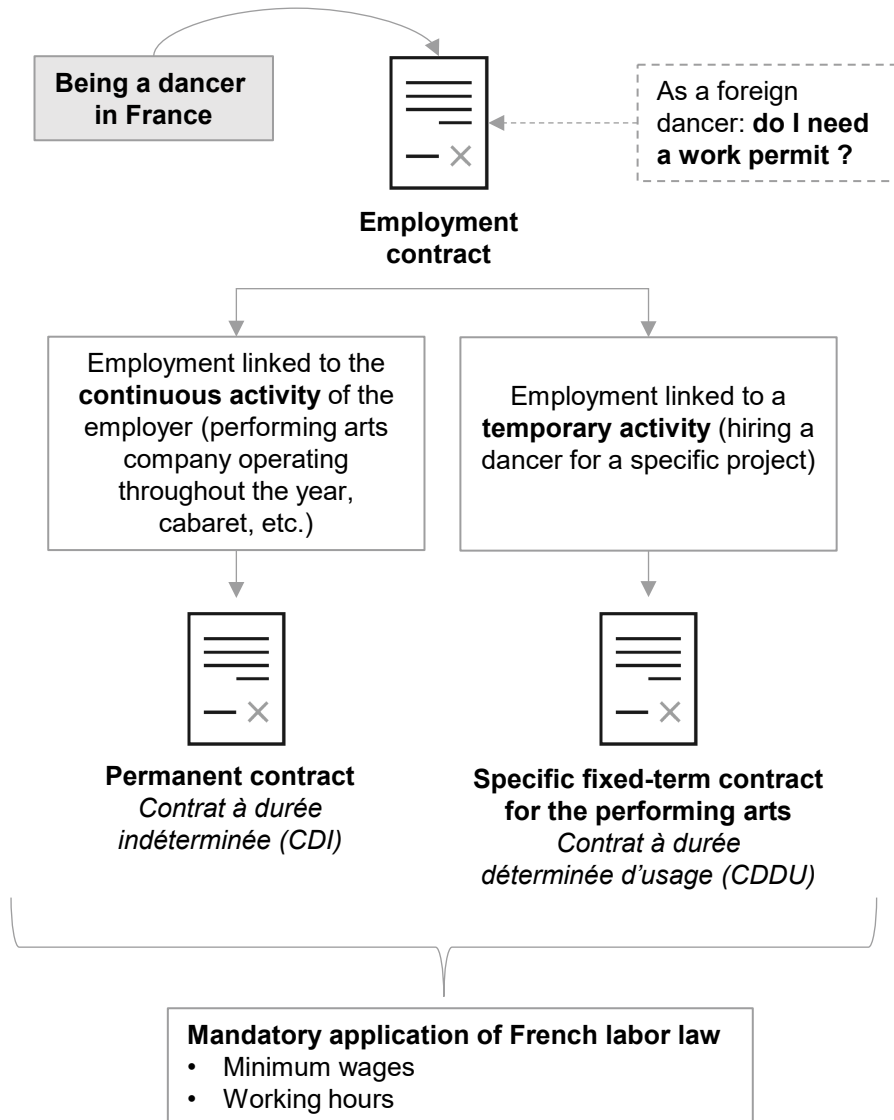 Being a dancer
in France
As a foreign
dancer: do I need
a work permit ?
Employment
contract
Employment linked to the
continuous activity of the
employer (performing arts
company operating
throughout the year,
cabaret, etc.)
Employment linked to a
temporary activity (hiring a
dancer for a specific project)
Permanent contract
Contrat à durée
indéterminée (CDI)
Specific fixed-term contract
for the performing arts
Contrat à durée
déterminée d’usage (CDDU)
Mandatory application of French labor law
• Minimum wages
• Working hours